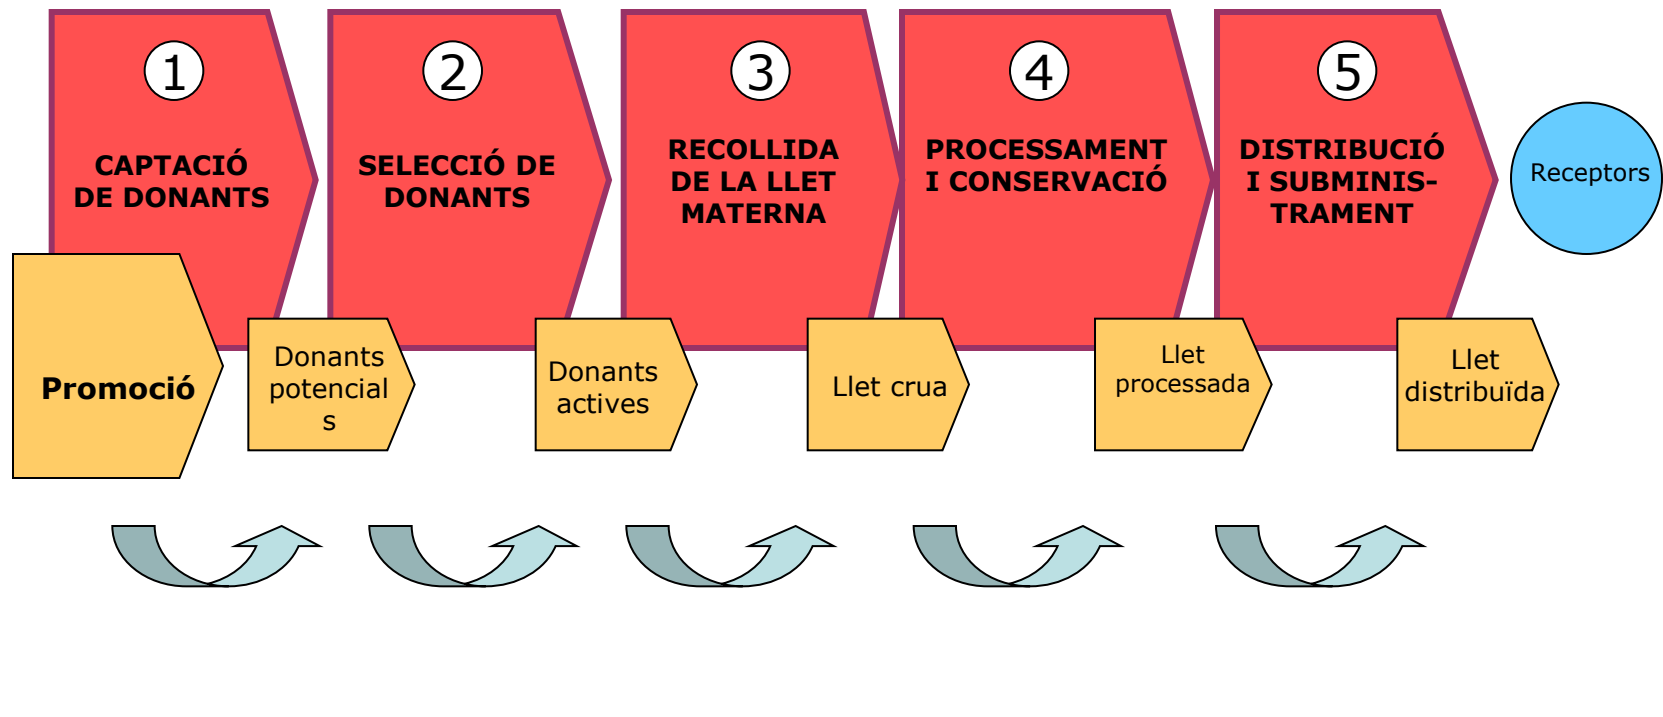 1
CAPTACIÓ
DE DONANTS
2
SELECCIÓ DE
DONANTS
3
RECOLLIDA
DE LA LLET
MATERNA
4
PROCESSAMENT
I CONSERVACIÓ
5
DISTRIBUCIÓ
I SUBMINIS-
TRAMENT
Receptors
Promoció
Donants
potencial
s
Donants
actives
Llet crua
Llet
processada
Llet
distribuïda